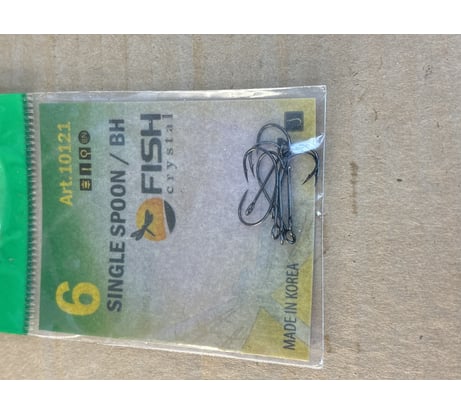 Art.10121
6
SINGLE SPOON / BH
FISH
crystal
MADE IN KOREA